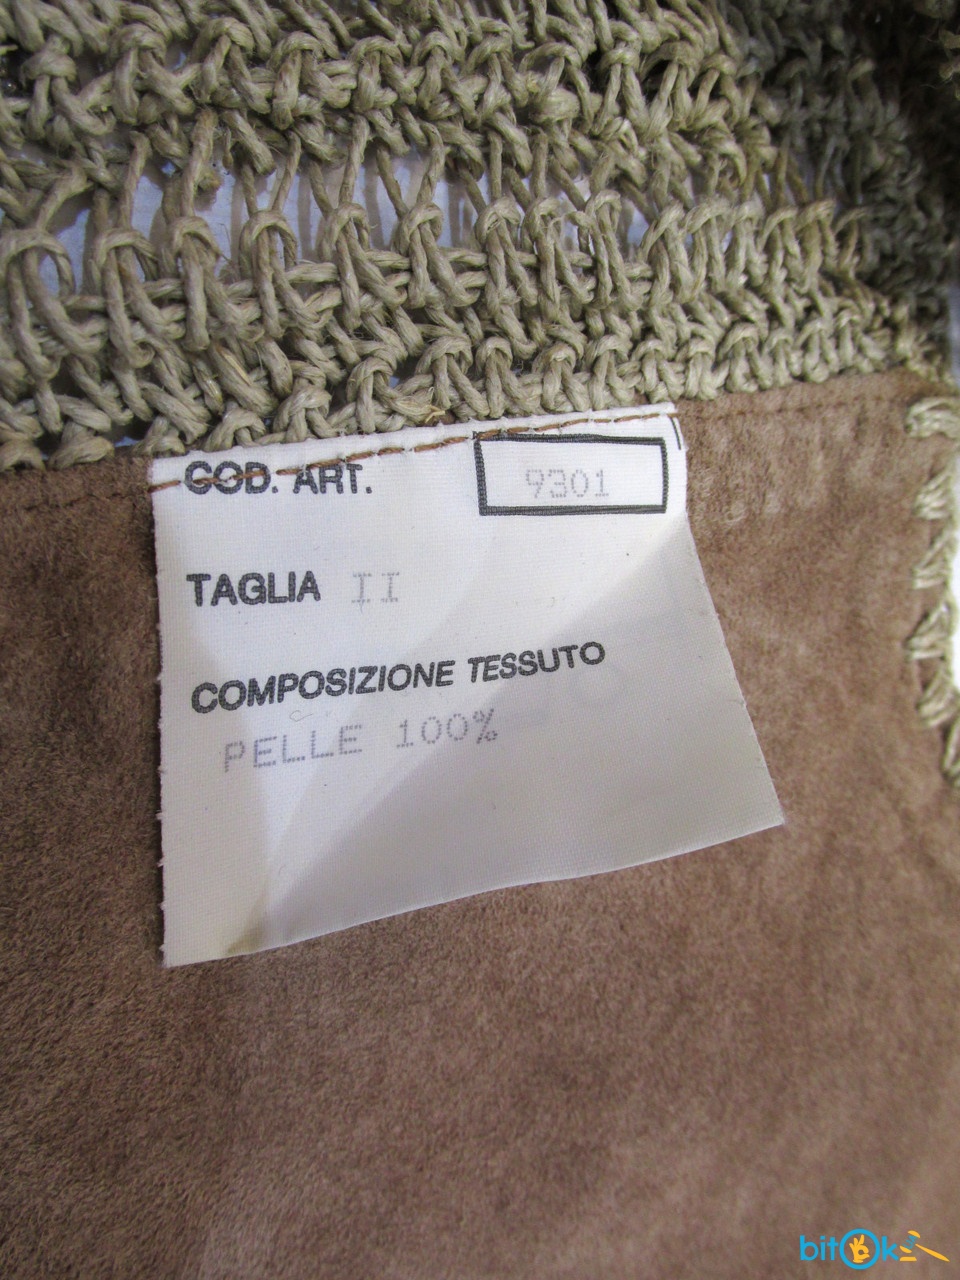 COD. ART. 9301
TAGLIA II
COMPOSIZIONE TESSUTO
PELLE 100%
bitok